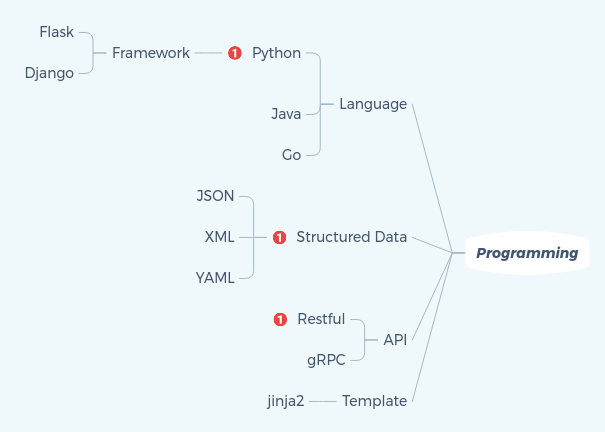 Flask
Django
Framework
1 Python
Java
Go
Language
JSON
XML
YAML
1 Structured Data
1 Restful
gRPC
API
jinja2
Template
Programming